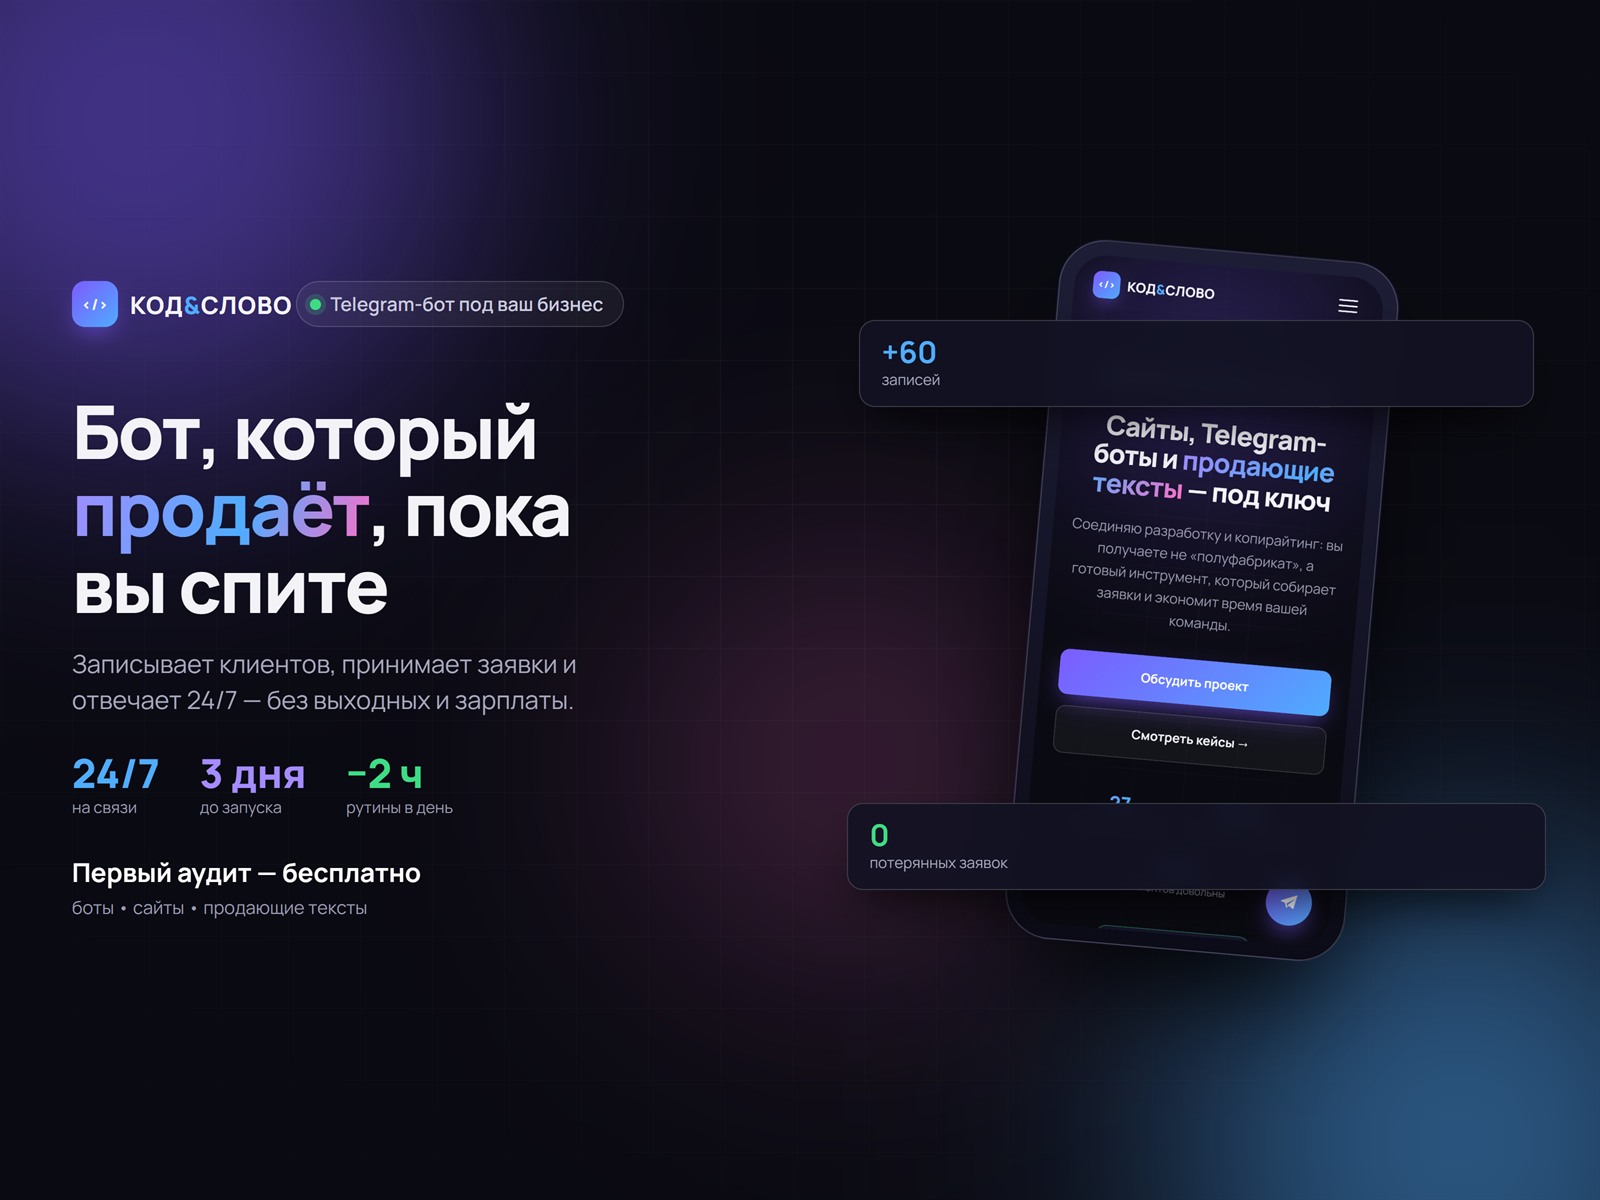 </> КОД&СЛОВО
Telegram-бот под ваш бизнес
Бот, который
продаёт, пока
вы спите
Записывает клиентов, принимает заявки и
отвечает 24/7 — без выходных и зарплаты.
24/7
на связи
3 дня
до запуска
−2 ч
рутины в день
Первый аудит — бесплатно
боты • сайты • продающие тексты
</> КОД&СЛОВО
+60
записей
Сайты, Telegram-
боты и продающие
тексты — под ключ
Соединяю разработку и копирайтинг: вы
получаете не «полуфабрикат», а
готовый инструмент, который собирает
заявки и экономит время вашей
команды.
Обсудить проект
Смотреть кейсы →
0
потерянных заявок
довольны